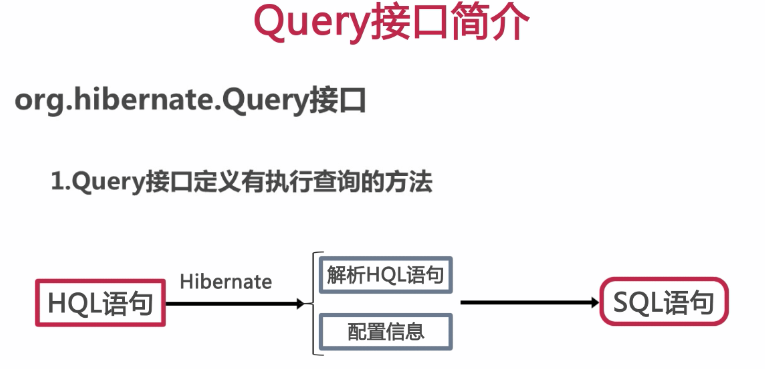 Query接口简介
org.hibernate.Query接口
1.Query接口定义有执行查询的方法
HQL语句
Hibernate
解析HQL语句
配置信息
SQL语句